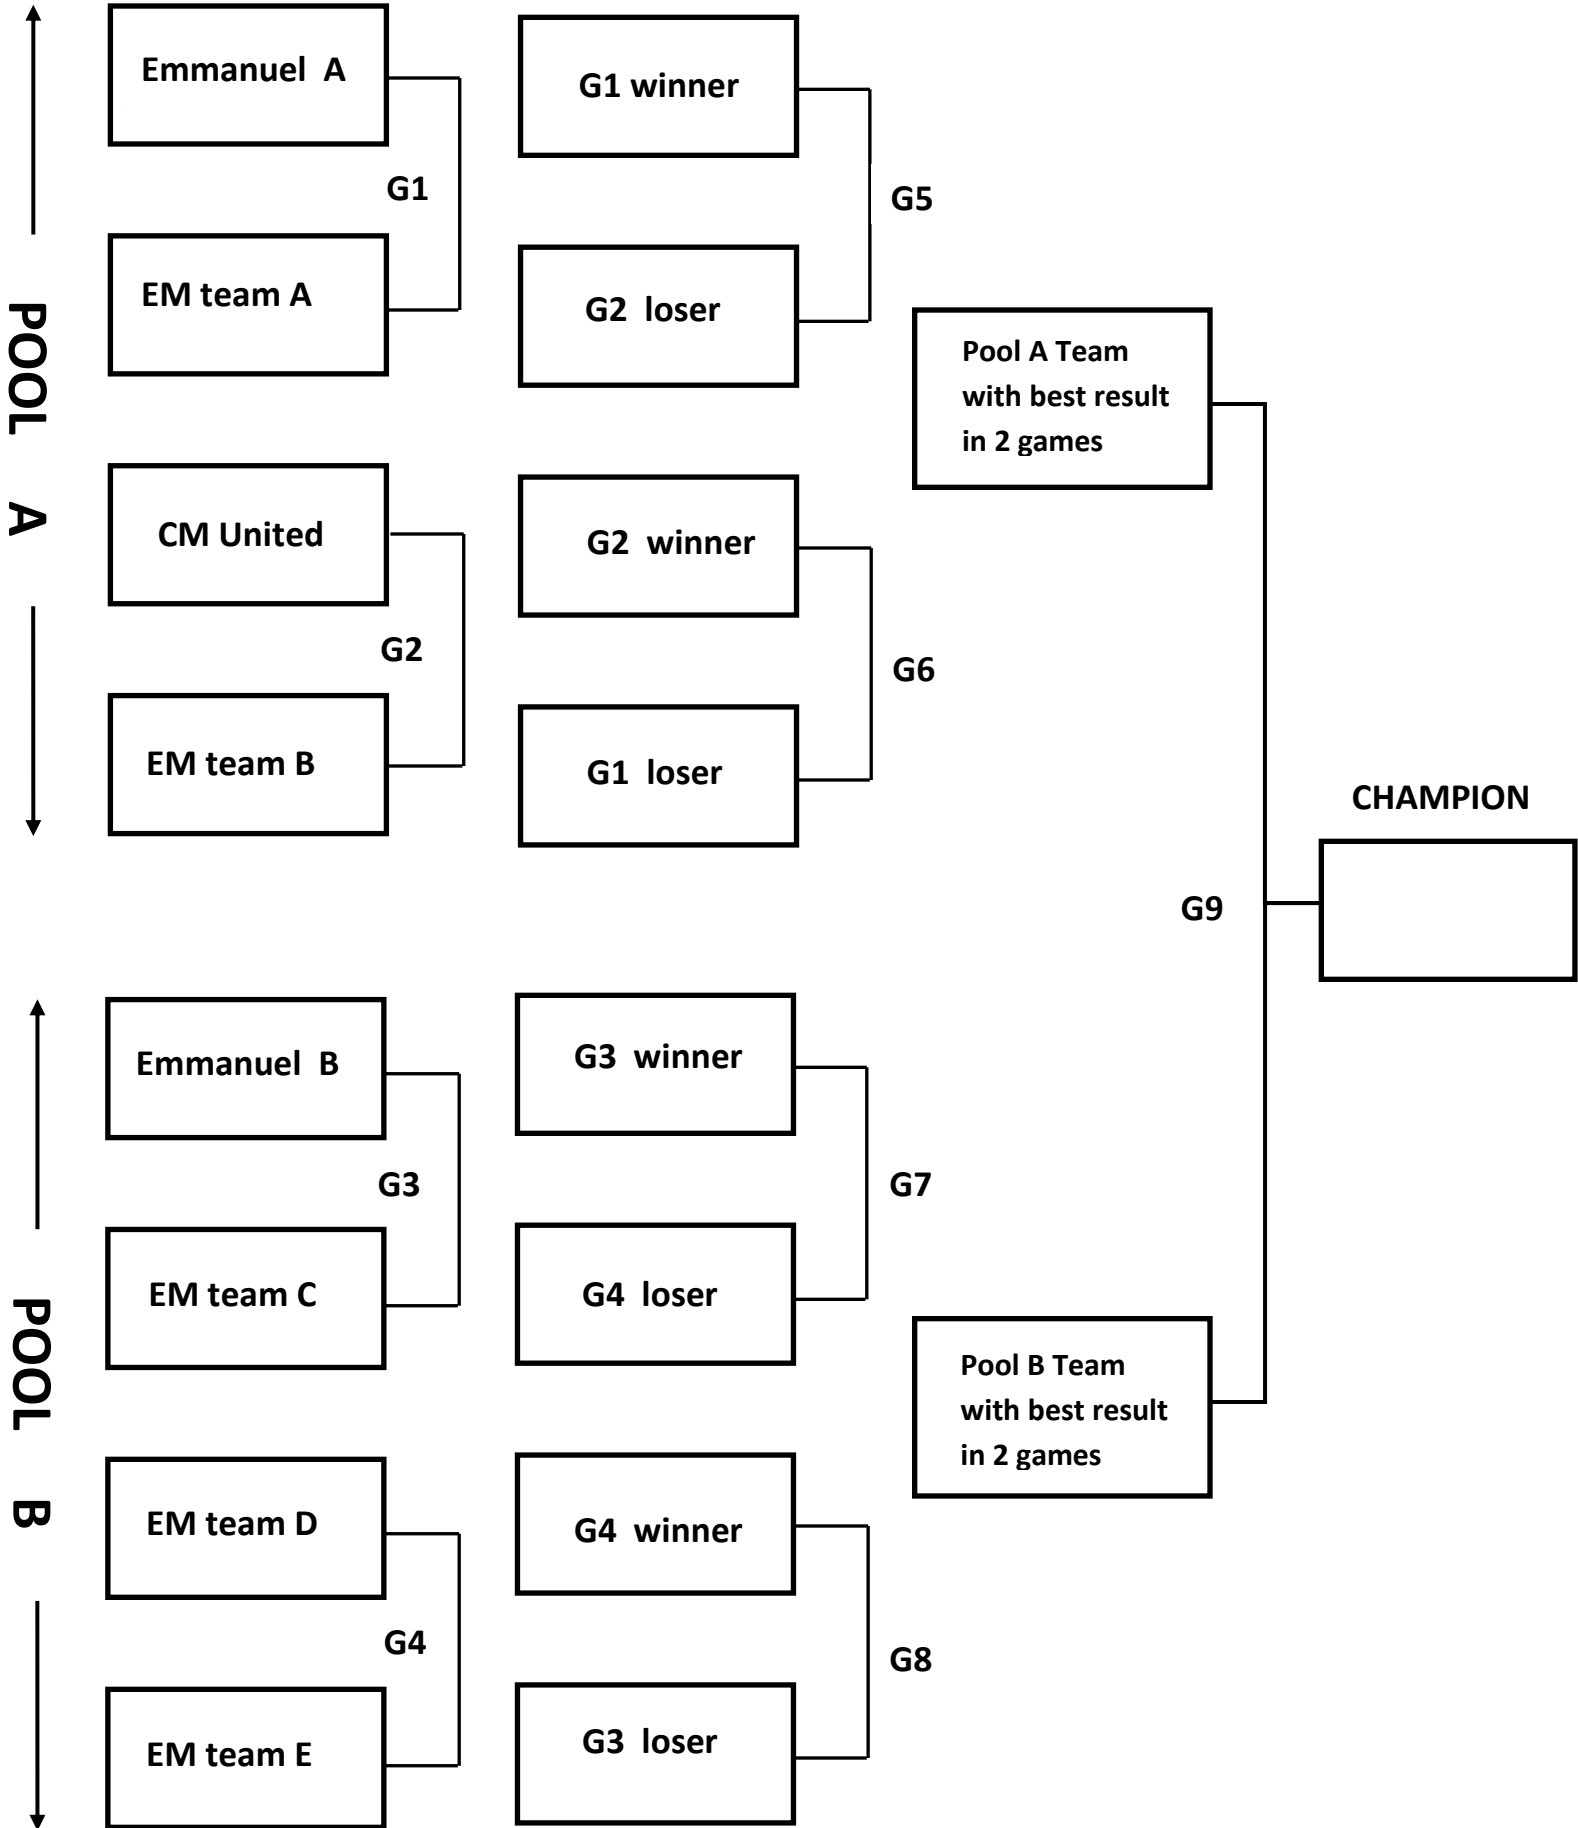 POOL A
Emmanuel A
G1
EM team A
CM United
G2
EM team B
G1 winner
G5
G2 loser
G2 winner
G6
G1 loser
Pool A Team
with best result
in 2 games
POOL B
Emmanuel B
G3
EM team C
EM team D
G4
EM team E
G3 winner
G7
G4 loser
G4 winner
G8
G3 loser
Pool B Team
with best result
in 2 games
G9
CHAMPION